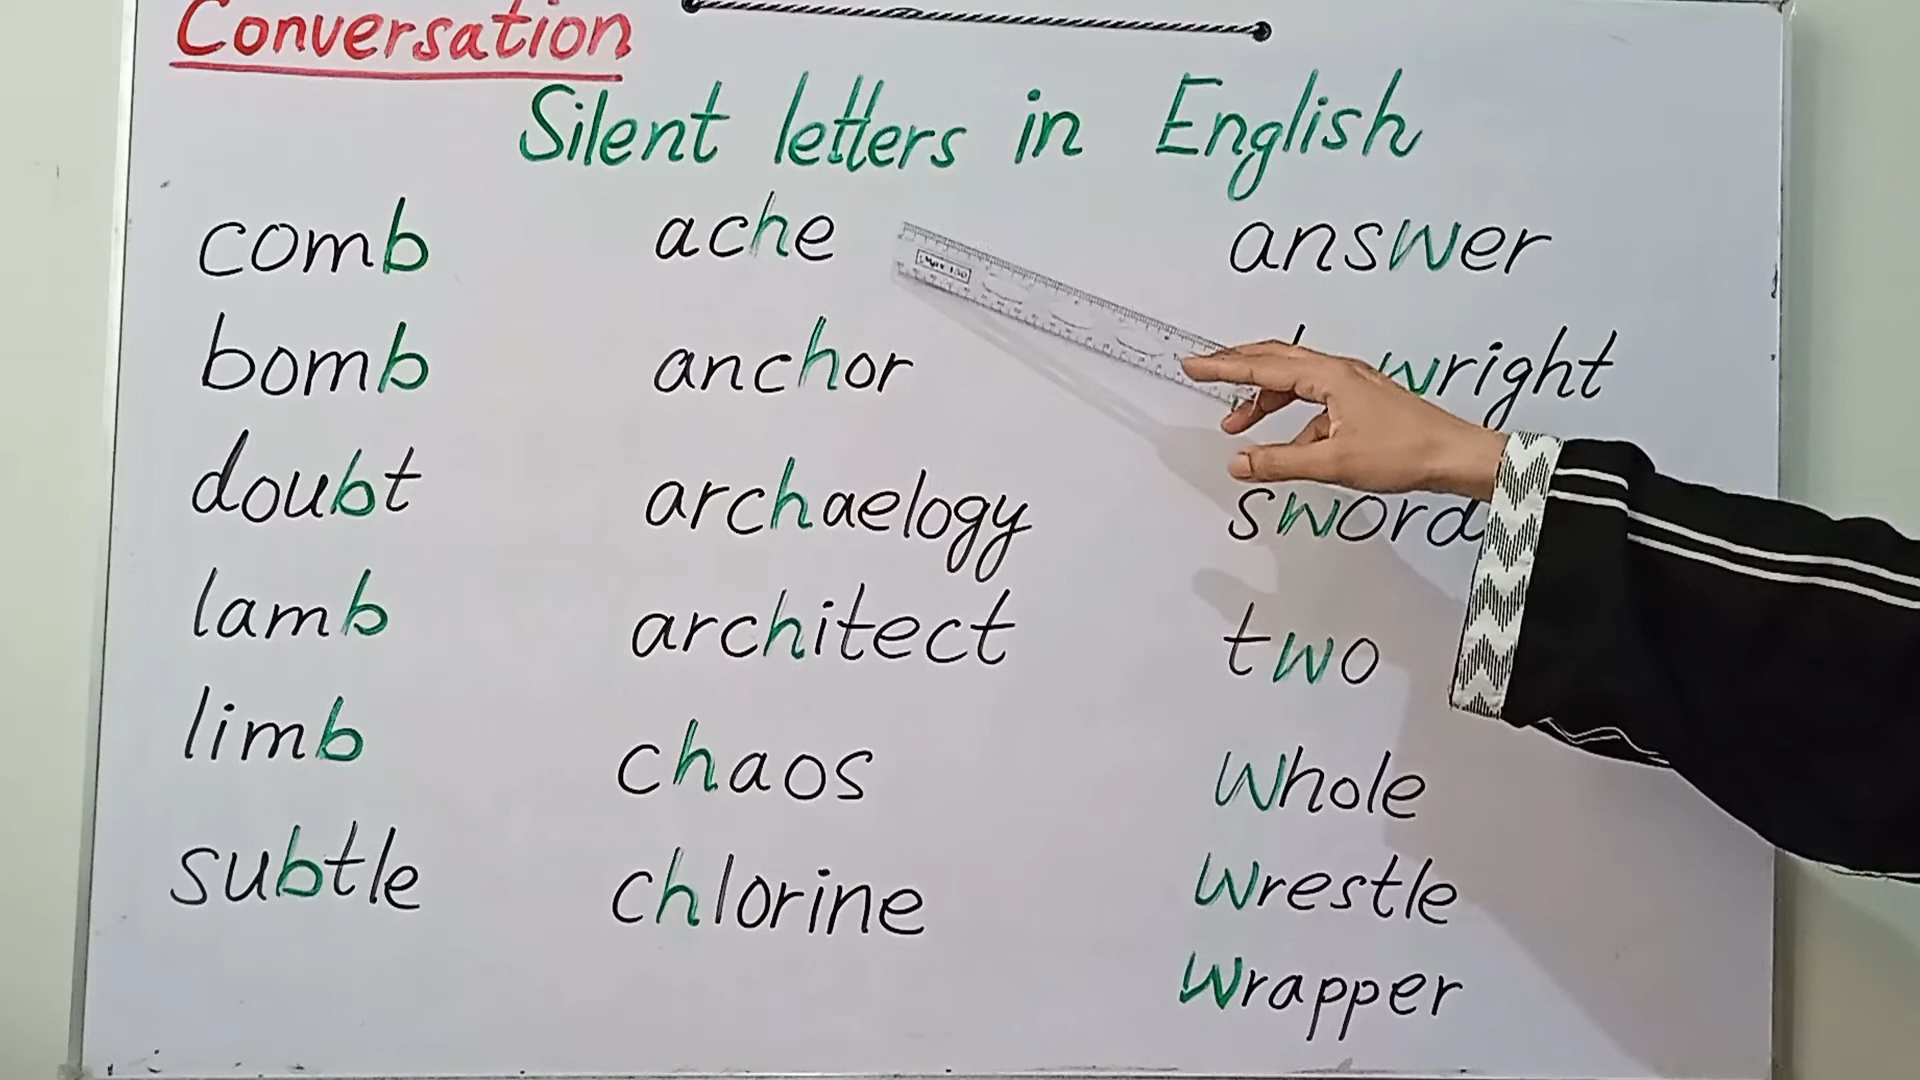 Conversation
Silent letters in English
comb
bomb
doubt
lamb
limb
subtle
ache
anchor
archaelogy
architect
chaos
chlorine
answer
wright
sword
two
whole
wrestle
wrapper